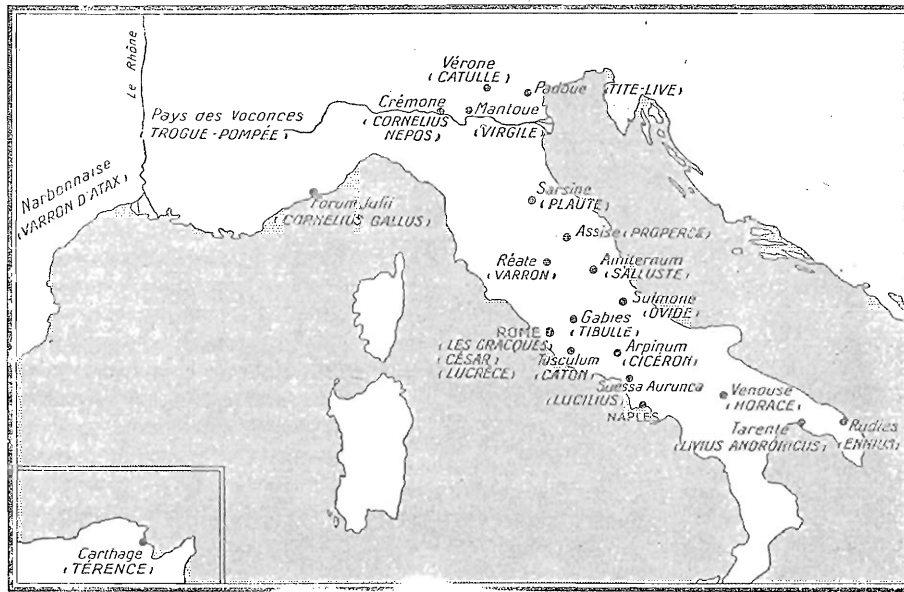 Le Rhône
Vérone
(CATULLE)
Padoue
(TITE-LIVE)
Crémone
(CORNELIUS
NEPOS)
Mantoue
(VIRGILE)
Pays des Voconces
TROGUE-POMPÉE)
Narbonnaise
(VARRON D'ATAX)
Forum Julii
(CORNELIUS GALLUS)
Sarsine
(PLAUTE)
Assise (PROPERCE)
Réate
(VARRON)
Amiternum
(SALLUSTE)
Sulmone
(OVIDE)
Gabies
(TIBULLE)
ROME
(LES GRACQUES)
(CÉSAR)
(LUCRÈCE)
Tusculum
(CATON)
Arpinum
(CICÉRON)
Suessa Aurunca
(LUCILIUS)
NAPLES
Venouse
(HORACE)
Tarente
(LIVIUS ANDRONICUS)
Rudies
(ENNIUS)
Carthage
(TÉRENCE)